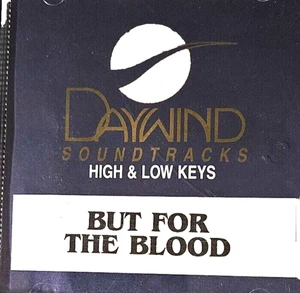 DAYWIND
SOUNDTRACKS
HIGH & LOW KEYS
BUT FOR
THE BLOOD